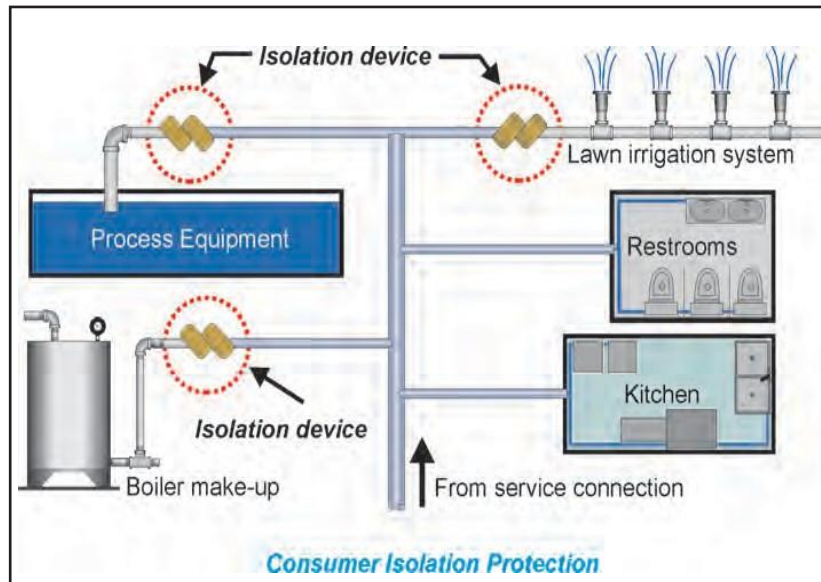 Isolation device
Lawn irrigation system
Process Equipment
Restrooms
Isolation device
Kitchen
Boiler make-up
From service connection
Consumer Isolation Protection